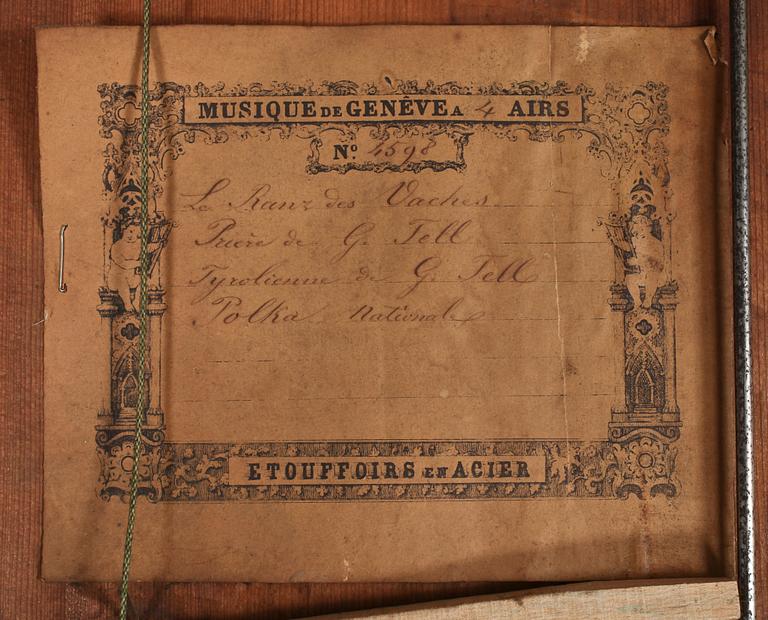 MUSIQUE DE GENÈVE A 4 AIRS
No. 4598
Le Ranz des Vaches
Prière de G. Tell
Tyrolienne de G. Tell
Polka Nationale
ETOUFFOIRS EN ACIER